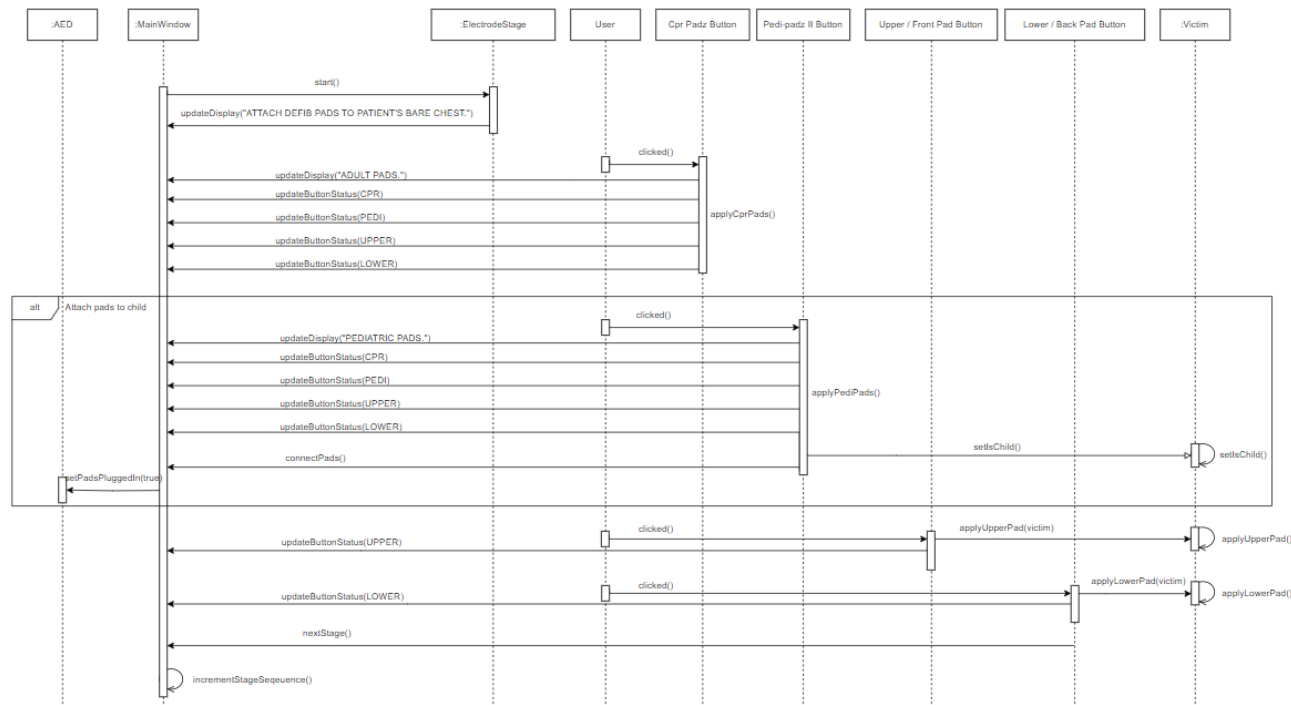 :AED
:MainWindow
:ElectrodeStage
User
Cpr Padz Button
Pedi-padz II Button
Upper / Front Pad Button
Lower / Back Pad Button
:Victim
start()
updateDisplay("ATTACH DEFIB PADS TO PATIENT'S BARE CHEST.")
clicked()
updateDisplay("ADULT PADS.")
updateButtonStatus(CPR)
updateButtonStatus(PEDI)
applyCprPads()
updateButtonStatus(UPPER)
updateButtonStatus(LOWER)
alt
Attach pads to child
clicked()
updateDisplay("PEDIATRIC PADS.")
updateButtonStatus(CPR)
updateButtonStatus(PEDI)
applyPediPads()
updateButtonStatus(UPPER)
updateButtonStatus(LOWER)
setIsChild()
setIsChild()
connectPads()
setPadsPluggedIn(true)
clicked()
applyUpperPad(victim)
applyUpperPad()
updateButtonStatus(UPPER)
clicked()
applyLowerPad(victim)
applyLowerPad()
updateButtonStatus(LOWER)
nextStage()
incrementStageSeqeuence()